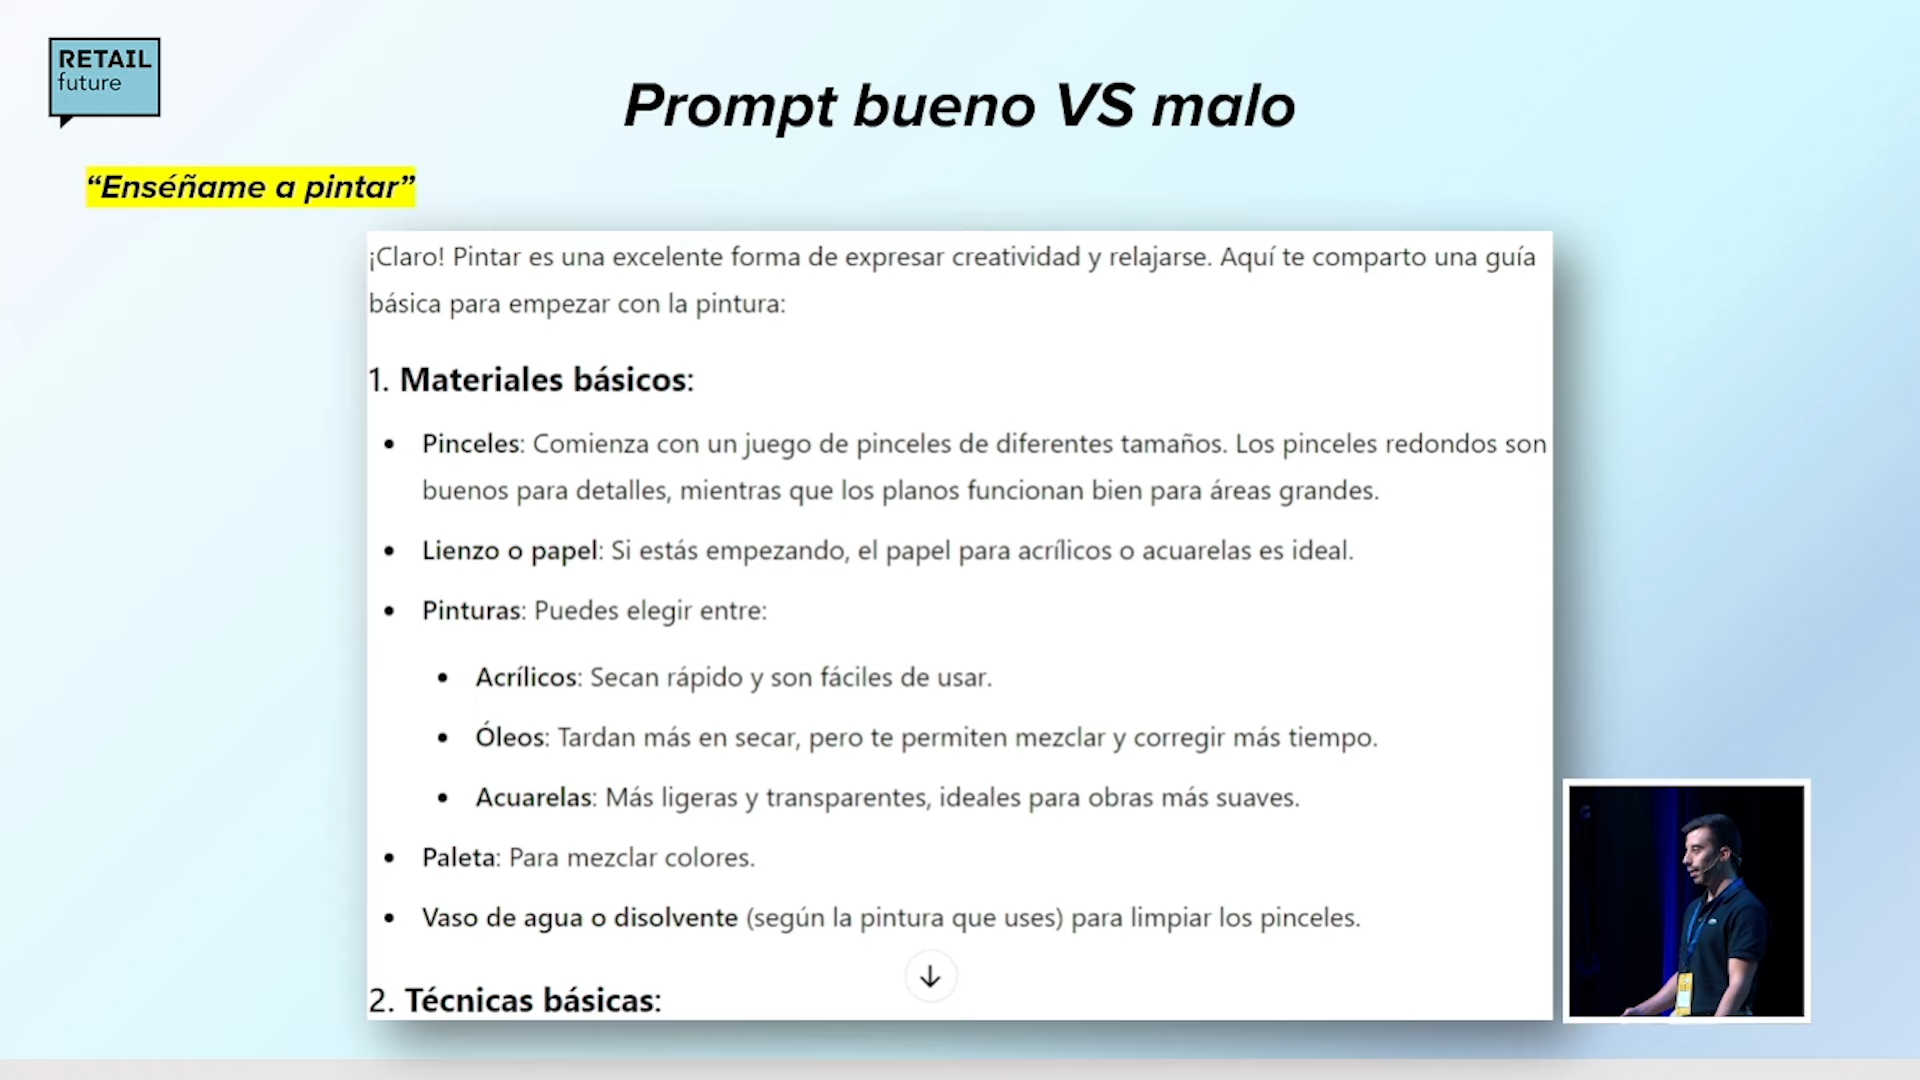 RETAIL
future
Prompt bueno VS malo
“Enséñame a pintar”
¡Claro! Pintar es una excelente forma de expresar creatividad y relajarse. Aquí te comparto una guía
básica para empezar con la pintura:
1. Materiales básicos:
• Pinceles: Comienza con un juego de pinceles de diferentes tamaños. Los pinceles redondos son
buenos para detalles, mientras que los planos funcionan bien para áreas grandes.
• Lienzo o papel: Si estás empezando, el papel para acrílicos o acuarelas es ideal.
• Pinturas: Puedes elegir entre:
• Acrílicos: Secan rápido y son fáciles de usar.
• Óleos: Tardan más en secar, pero te permiten mezclar y corregir más tiempo.
• Acuarelas: Más ligeras y transparentes, ideales para obras más suaves.
• Paleta: Para mezclar colores.
• Vaso de agua o disolvente (según la pintura que uses) para limpiar los pinceles.
2. Técnicas básicas: